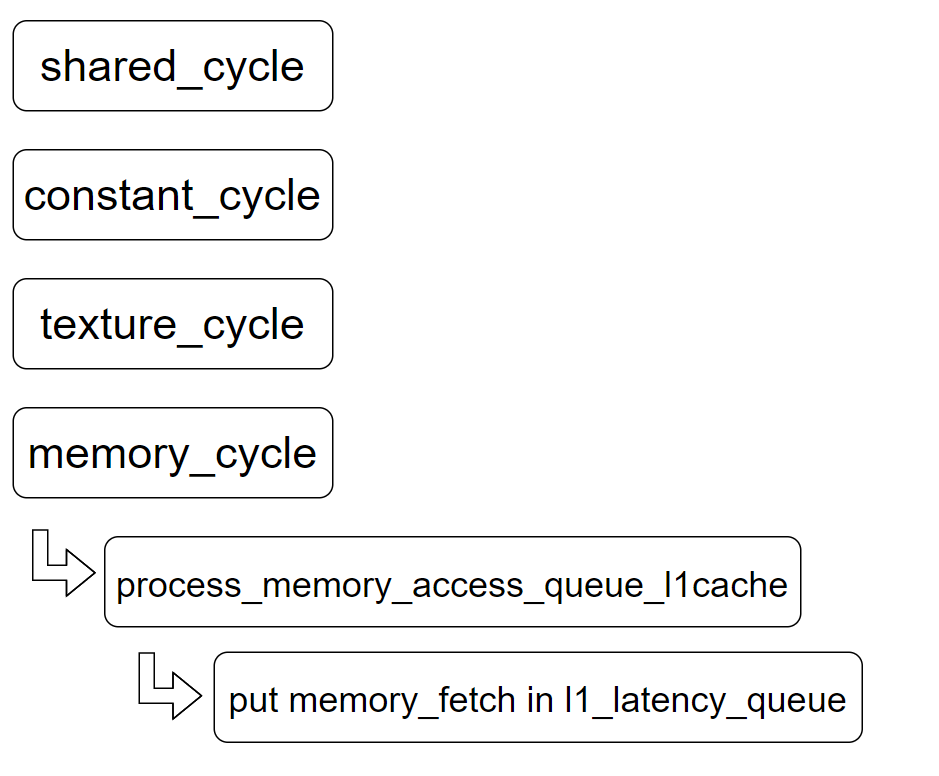 shared_cycle
constant_cycle
texture_cycle
memory_cycle
process_memory_access_queue_l1cache
put memory_fetch in l1_latency_queue